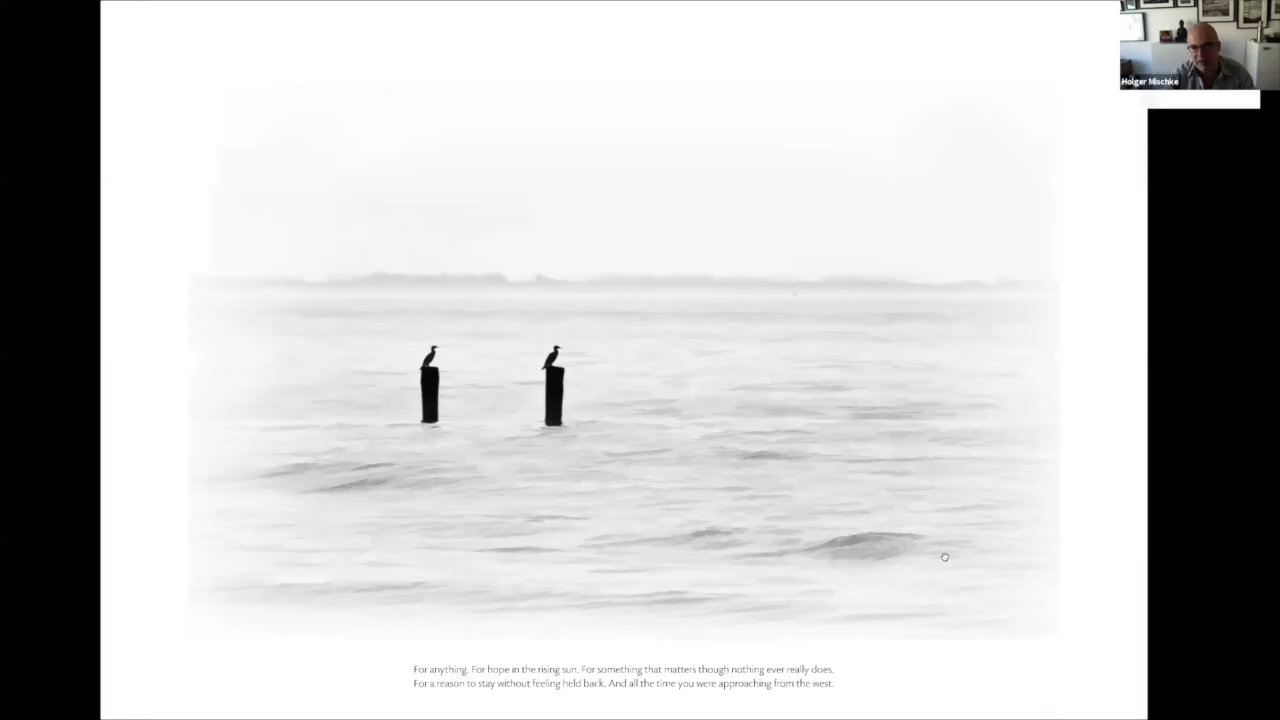 Holger Mischke
For anything. For hope in the rising sun. For something that matters though nothing ever really does.
For a reason to stay without feeling held back. And all the time you were approaching from the west.